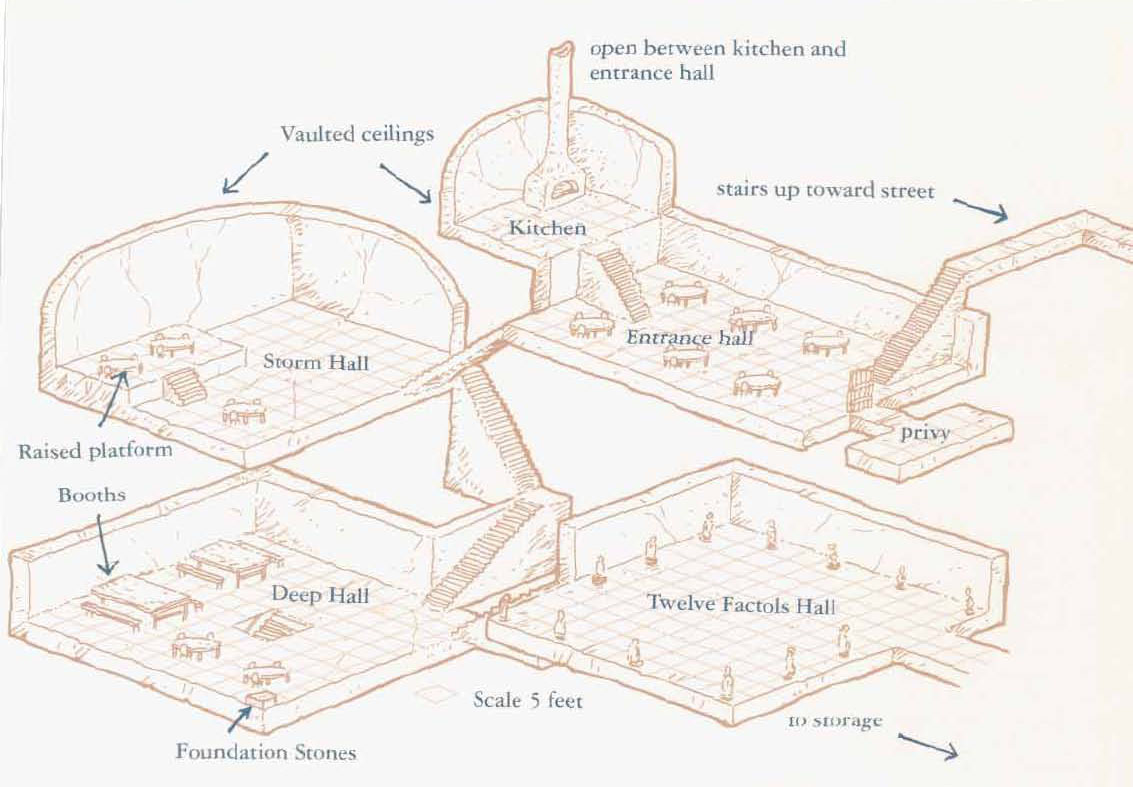 open between kitchen and
entrance hall
Vaulted ceilings
stairs up toward street
Kitchen
Entrance hall
Storm Hall
privy
Raised platform
Booths
Deep Hall
Twelve Factols Hall
Scale 5 feet
to storage
Foundation Stones